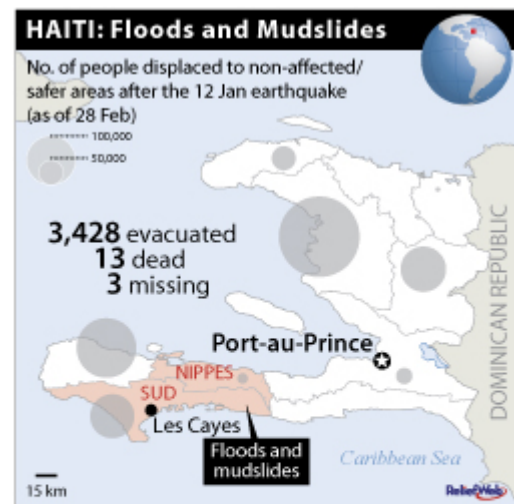 HAITI: Floods and Mudslides
No. of people displaced to non-affected/
safer areas after the 12 Jan earthquake
(as of 28 Feb)
100,000
50,000
3,428 evacuated
13 dead
3 missing
DOMINICAN REPUBLIC
Port-au-Prince
NIPPES
SUD
Les Cayes
Floods and
mudslides
Caribbean Sea
15 km
ReliefWeb